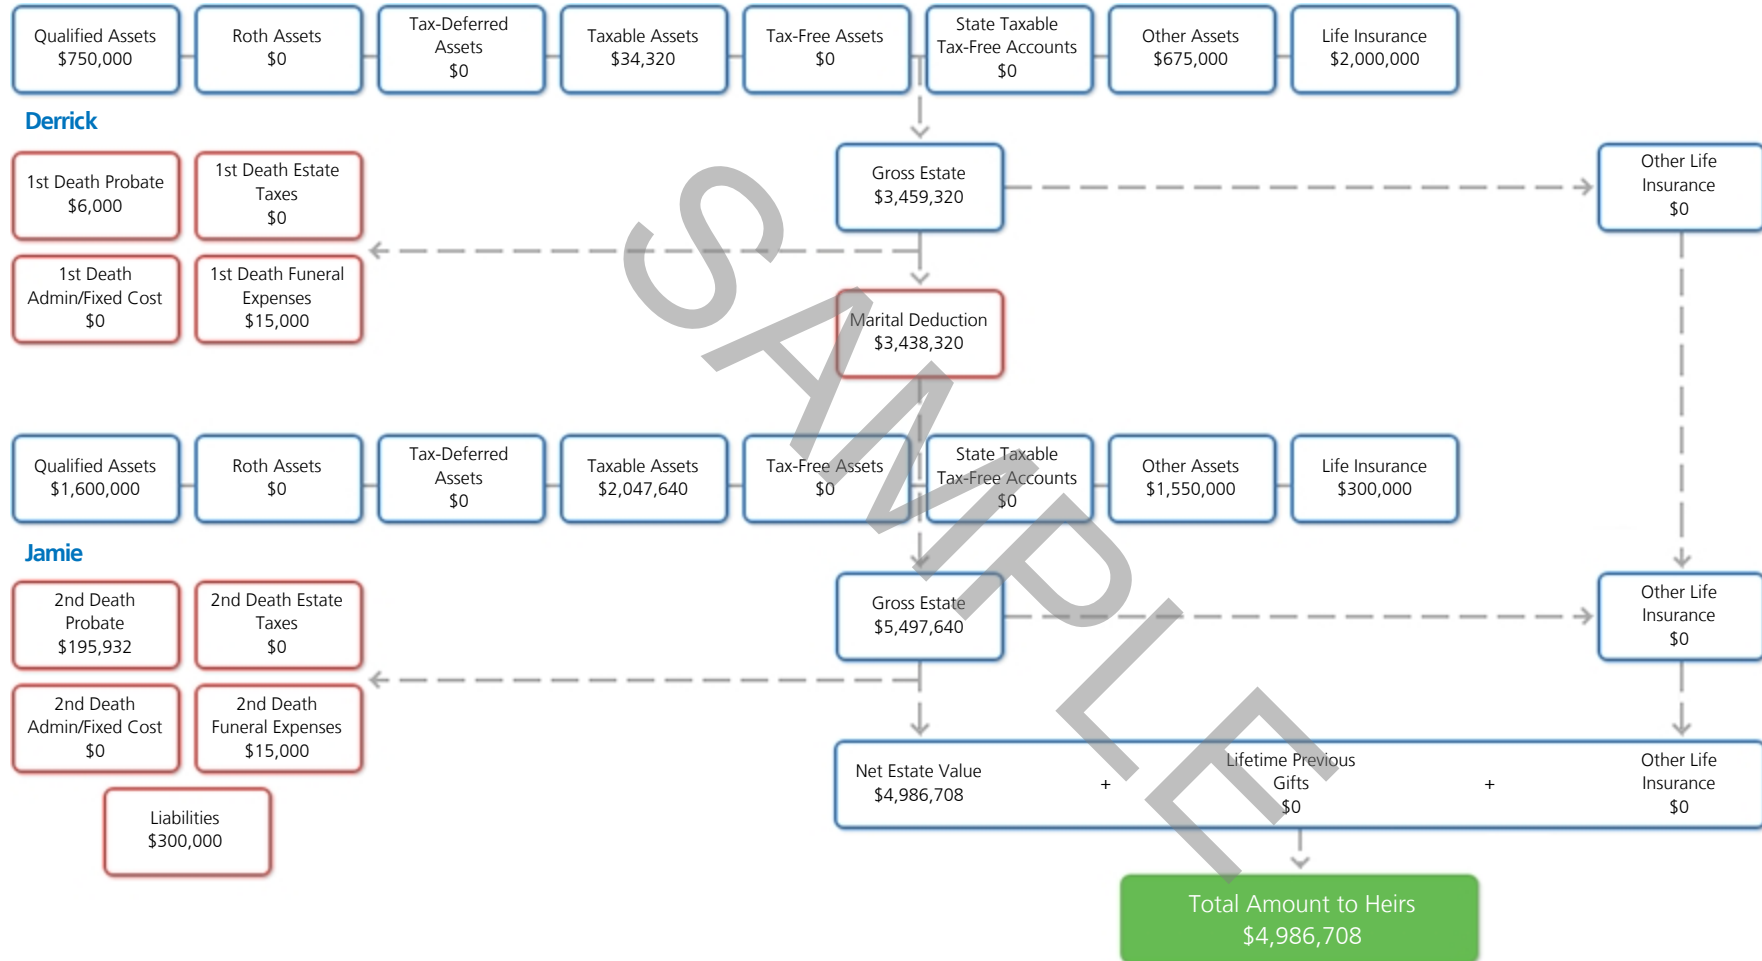 Qualified Assets
$750,000
Roth Assets
$0
Tax-Deferred
Assets
$0
Taxable Assets
$34,320
Tax-Free Assets
$0
State Taxable
Tax-Free Accounts
$0
Other Assets
$675,000
Life Insurance
$2,000,000
Derrick
1st Death Probate
$6,000
1st Death Estate
Taxes
$0
Gross Estate
$3,459,320
Other Life
Insurance
$0
1st Death
Admin/Fixed Cost
$0
1st Death Funeral
Expenses
$15,000
Marital Deduction
$3,438,320
Qualified Assets
$1,600,000
Roth Assets
$0
Tax-Deferred
Assets
$0
Taxable Assets
$2,047,640
Tax-Free Assets
$0
State Taxable
Tax-Free Accounts
$0
Other Assets
$1,550,000
Life Insurance
$300,000
Jamie
2nd Death
Probate
$195,932
2nd Death Estate
Taxes
$0
Gross Estate
$5,497,640
Other Life
Insurance
$0
2nd Death
Admin/Fixed Cost
$0
2nd Death
Funeral Expenses
$15,000
Liabilities
$300,000
Net Estate Value
$4,986,708
+
Lifetime Previous
Gifts
$0
+
Other Life
Insurance
$0
Total Amount to Heirs
$4,986,708
SAMPLE